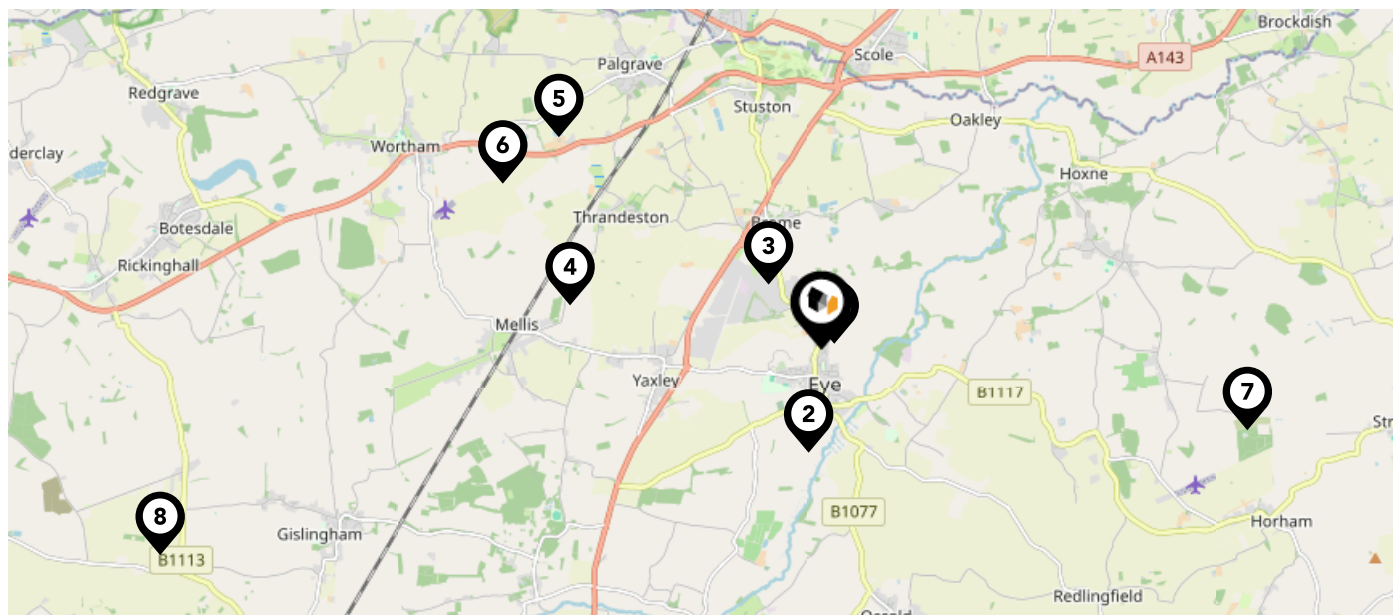 Brockdish
Scole
A143
Palgrave
Redgrave
5
Stuston
Oakley
Wortham
6
derclay
Hoxne
Thrandeston
Botesdale
3
Rickinghall
4
Mellis
Yaxley
Eye
B1117
7
2
8
B1077
Horham
Gislingham
B1113
Redlingfield